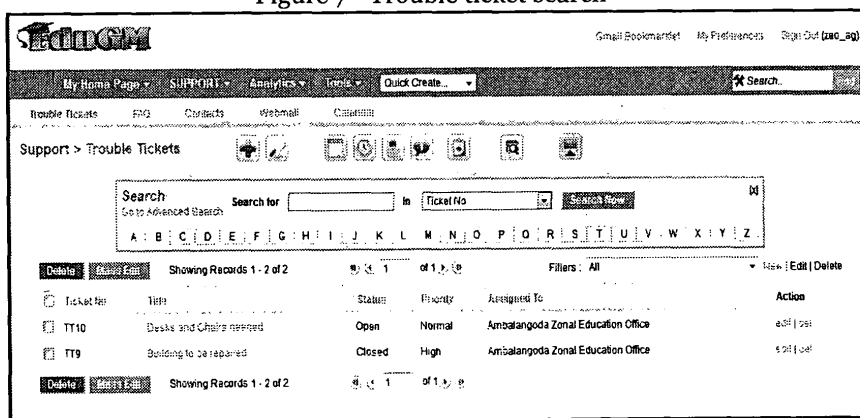 Figure 7 - Trouble ticket search
EduGM
Gmail Bookmarklet My Preferences Sign Out (zeo_ag)
My Home Page SUPPORT Analytics Tools Quick Create... Search..
Trouble Tickets FAQ Contacts Webmail Calendar
Support > Trouble Tickets
Search Search for In Ticket No Search Now [x]
Go to Advanced Search
A B C D E F G H I J K L M N O P Q R S T U V W X Y Z
Delete Mass Edit Showing Records 1 - 2 of 2 1 of 1 Filters : All New | Edit | Delete
Ticket No Title Status Priority Assigned To Action
TT10 Desks and Chairs needed Open Normal Ambalangoda Zonal Education Office edit | del
TT9 Building to be repaired Closed High Ambalangoda Zonal Education Office edit | del
Delete Mass Edit Showing Records 1 - 2 of 2 1 of 1